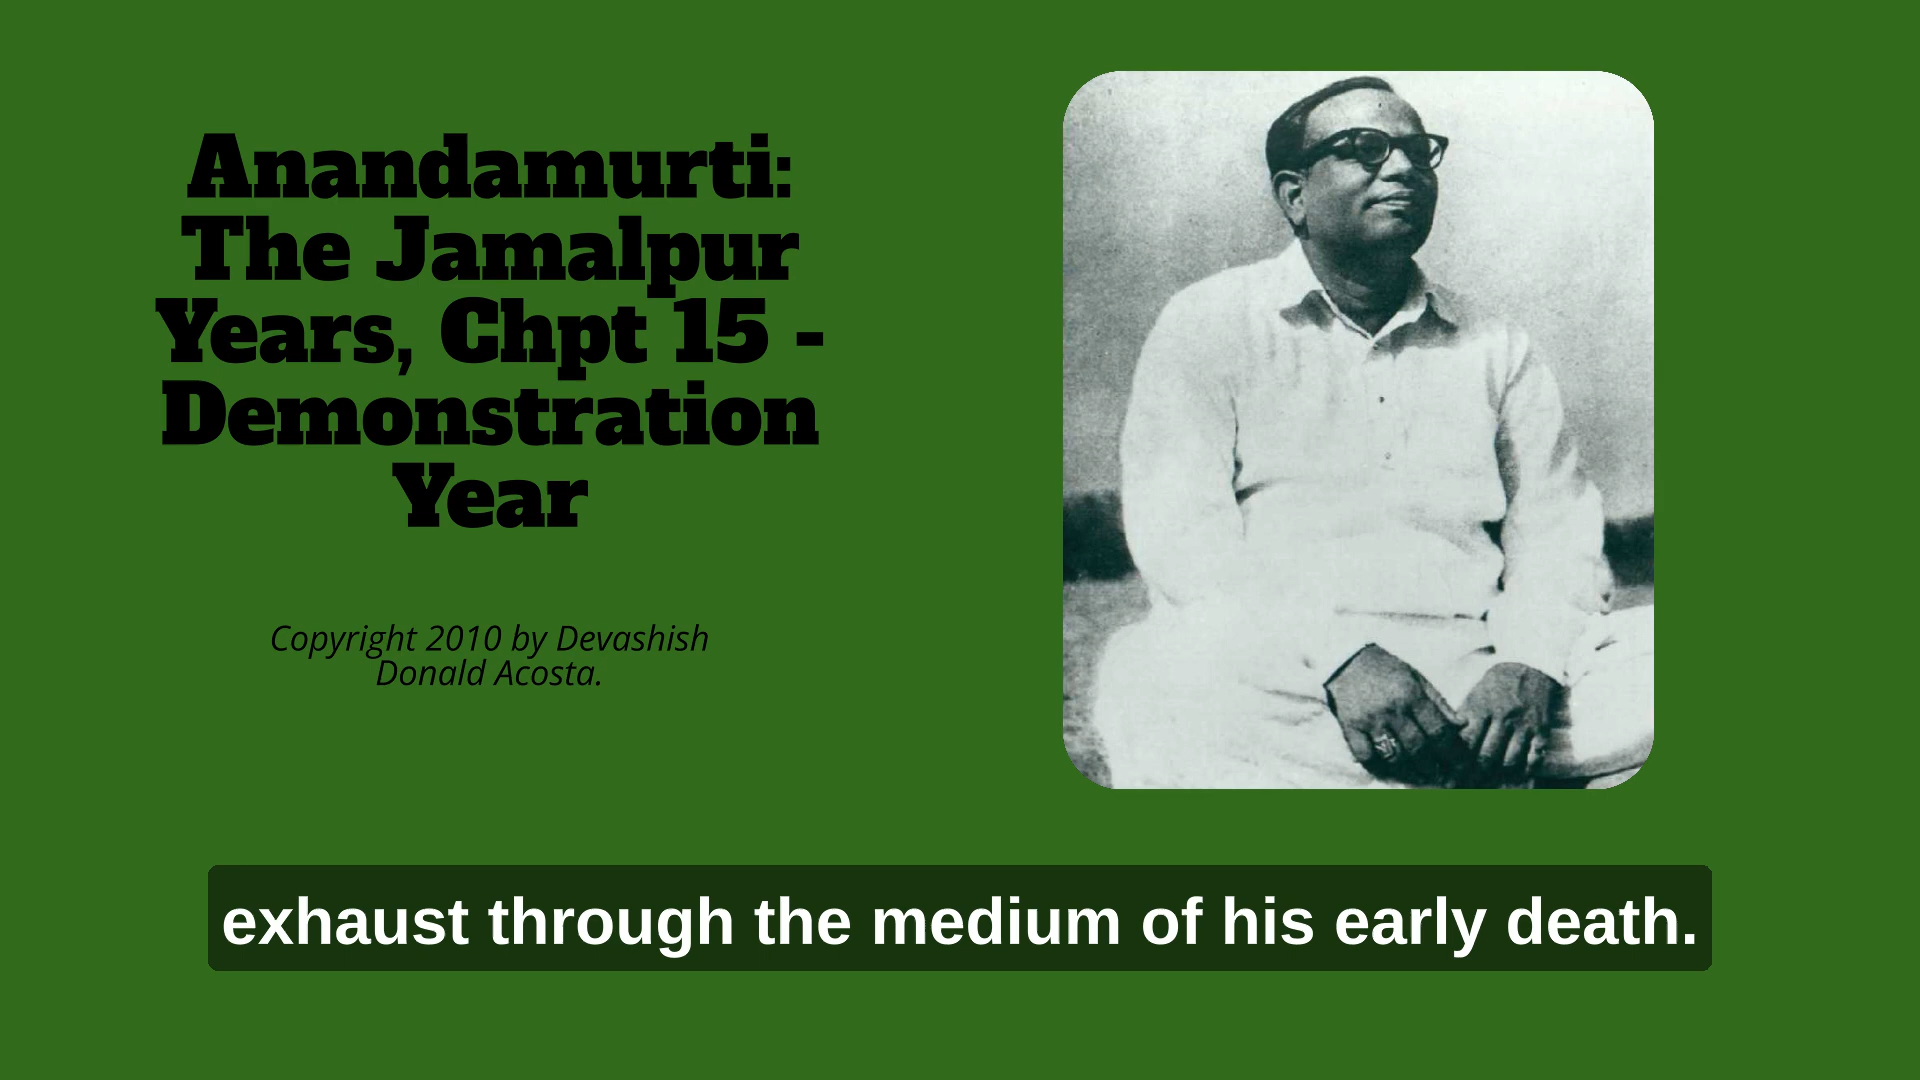 Anandamurti:
The Jamalpur
Years, Chpt 15 -
Demonstration
Year
Copyright 2010 by Devashish
Donald Acosta.
exhaust through the medium of his early death.